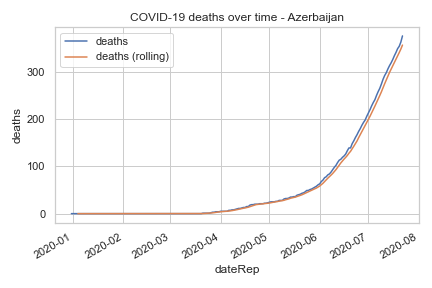 COVID-19 deaths over time - Azerbaijan
deaths
deaths (rolling)
300
200
100
0
deaths
2020-01
2020-02
2020-03
2020-04
2020-05
2020-06
2020-07
2020-08
dateRep